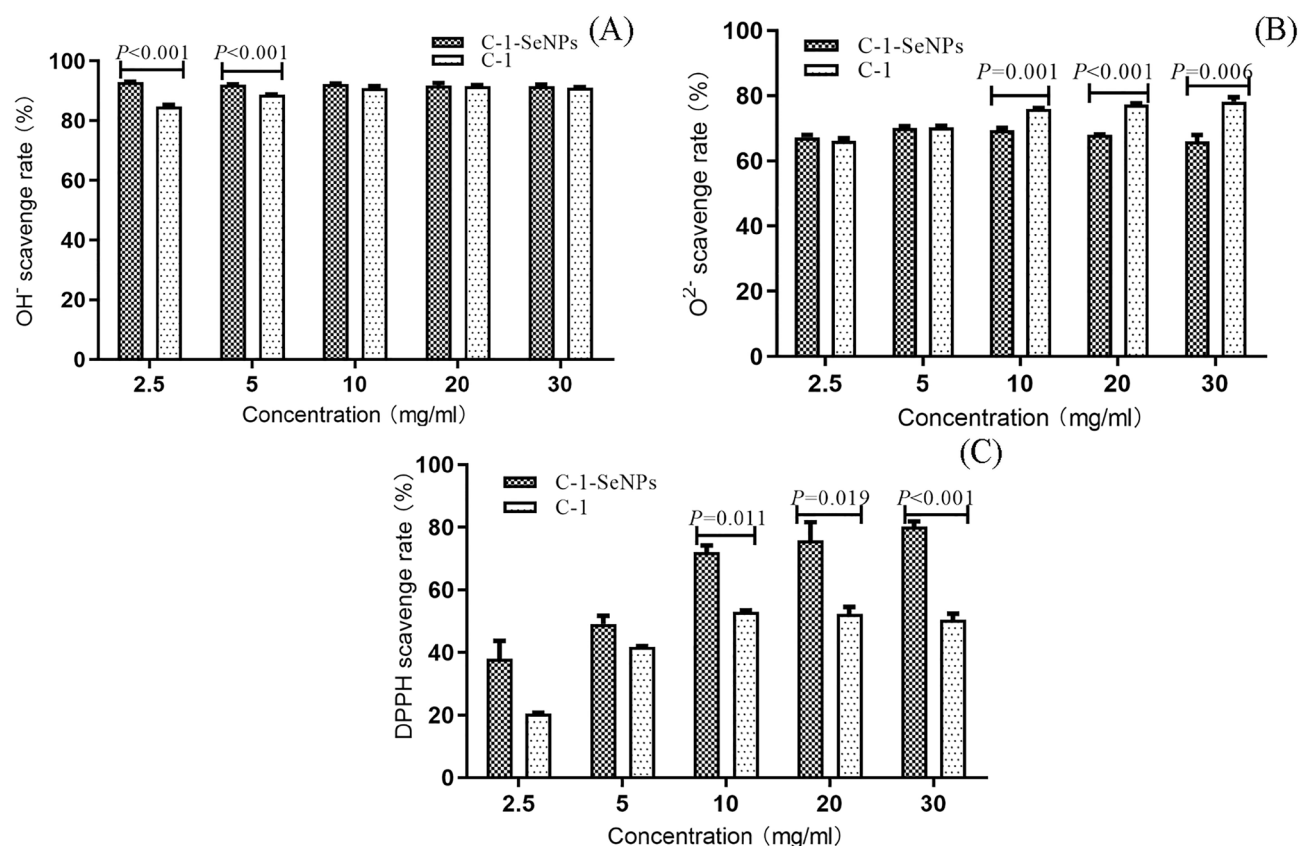 (A)
C-1-SeNPs
C-1
P<0.001
P<0.001
OH⁻ scavenge rate (%)
100
80
60
40
20
0
2.5 5 10 20 30
Concentration (mg/ml)
(B)
C-1-SeNPs
C-1
P=0.001
P<0.001
P=0.006
O²⁻ scavenge rate (%)
100
80
60
40
20
0
2.5 5 10 20 30
Concentration (mg/ml)
(C)
C-1-SeNPs
C-1
P=0.011
P=0.019
P<0.001
DPPH scavenge rate (%)
100
80
60
40
20
0
2.5 5 10 20 30
Concentration (mg/ml)